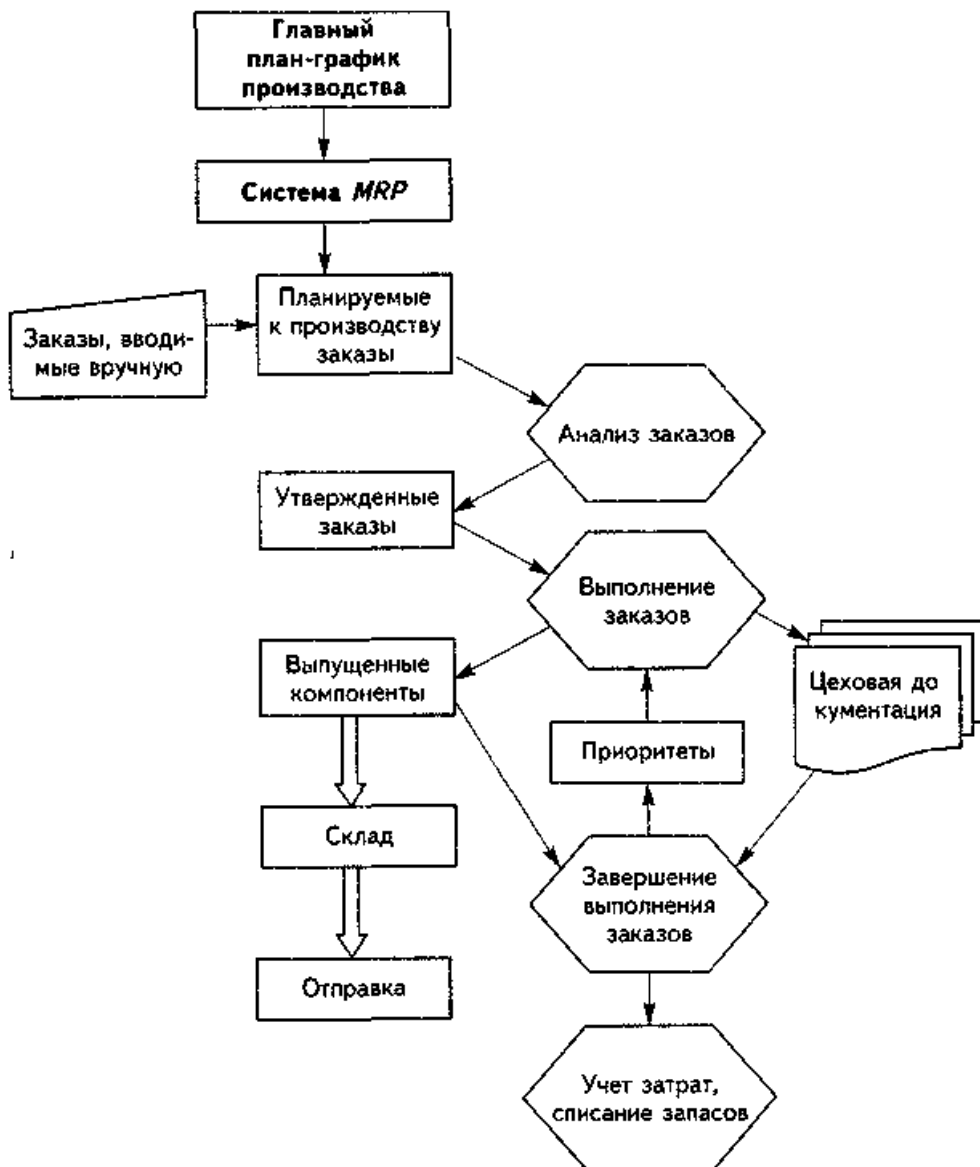 Главный
план-график
производства
Система MRP
Заказы, вводи-
мые вручную
Планируемые
к производству
заказы
Анализ заказов
Утвержденные
заказы
Выполнение
заказов
Выпущенные
компоненты
Цеховая до
кументация
Приоритеты
Склад
Завершение
выполнения
заказов
Отправка
Учет затрат,
списание запасов